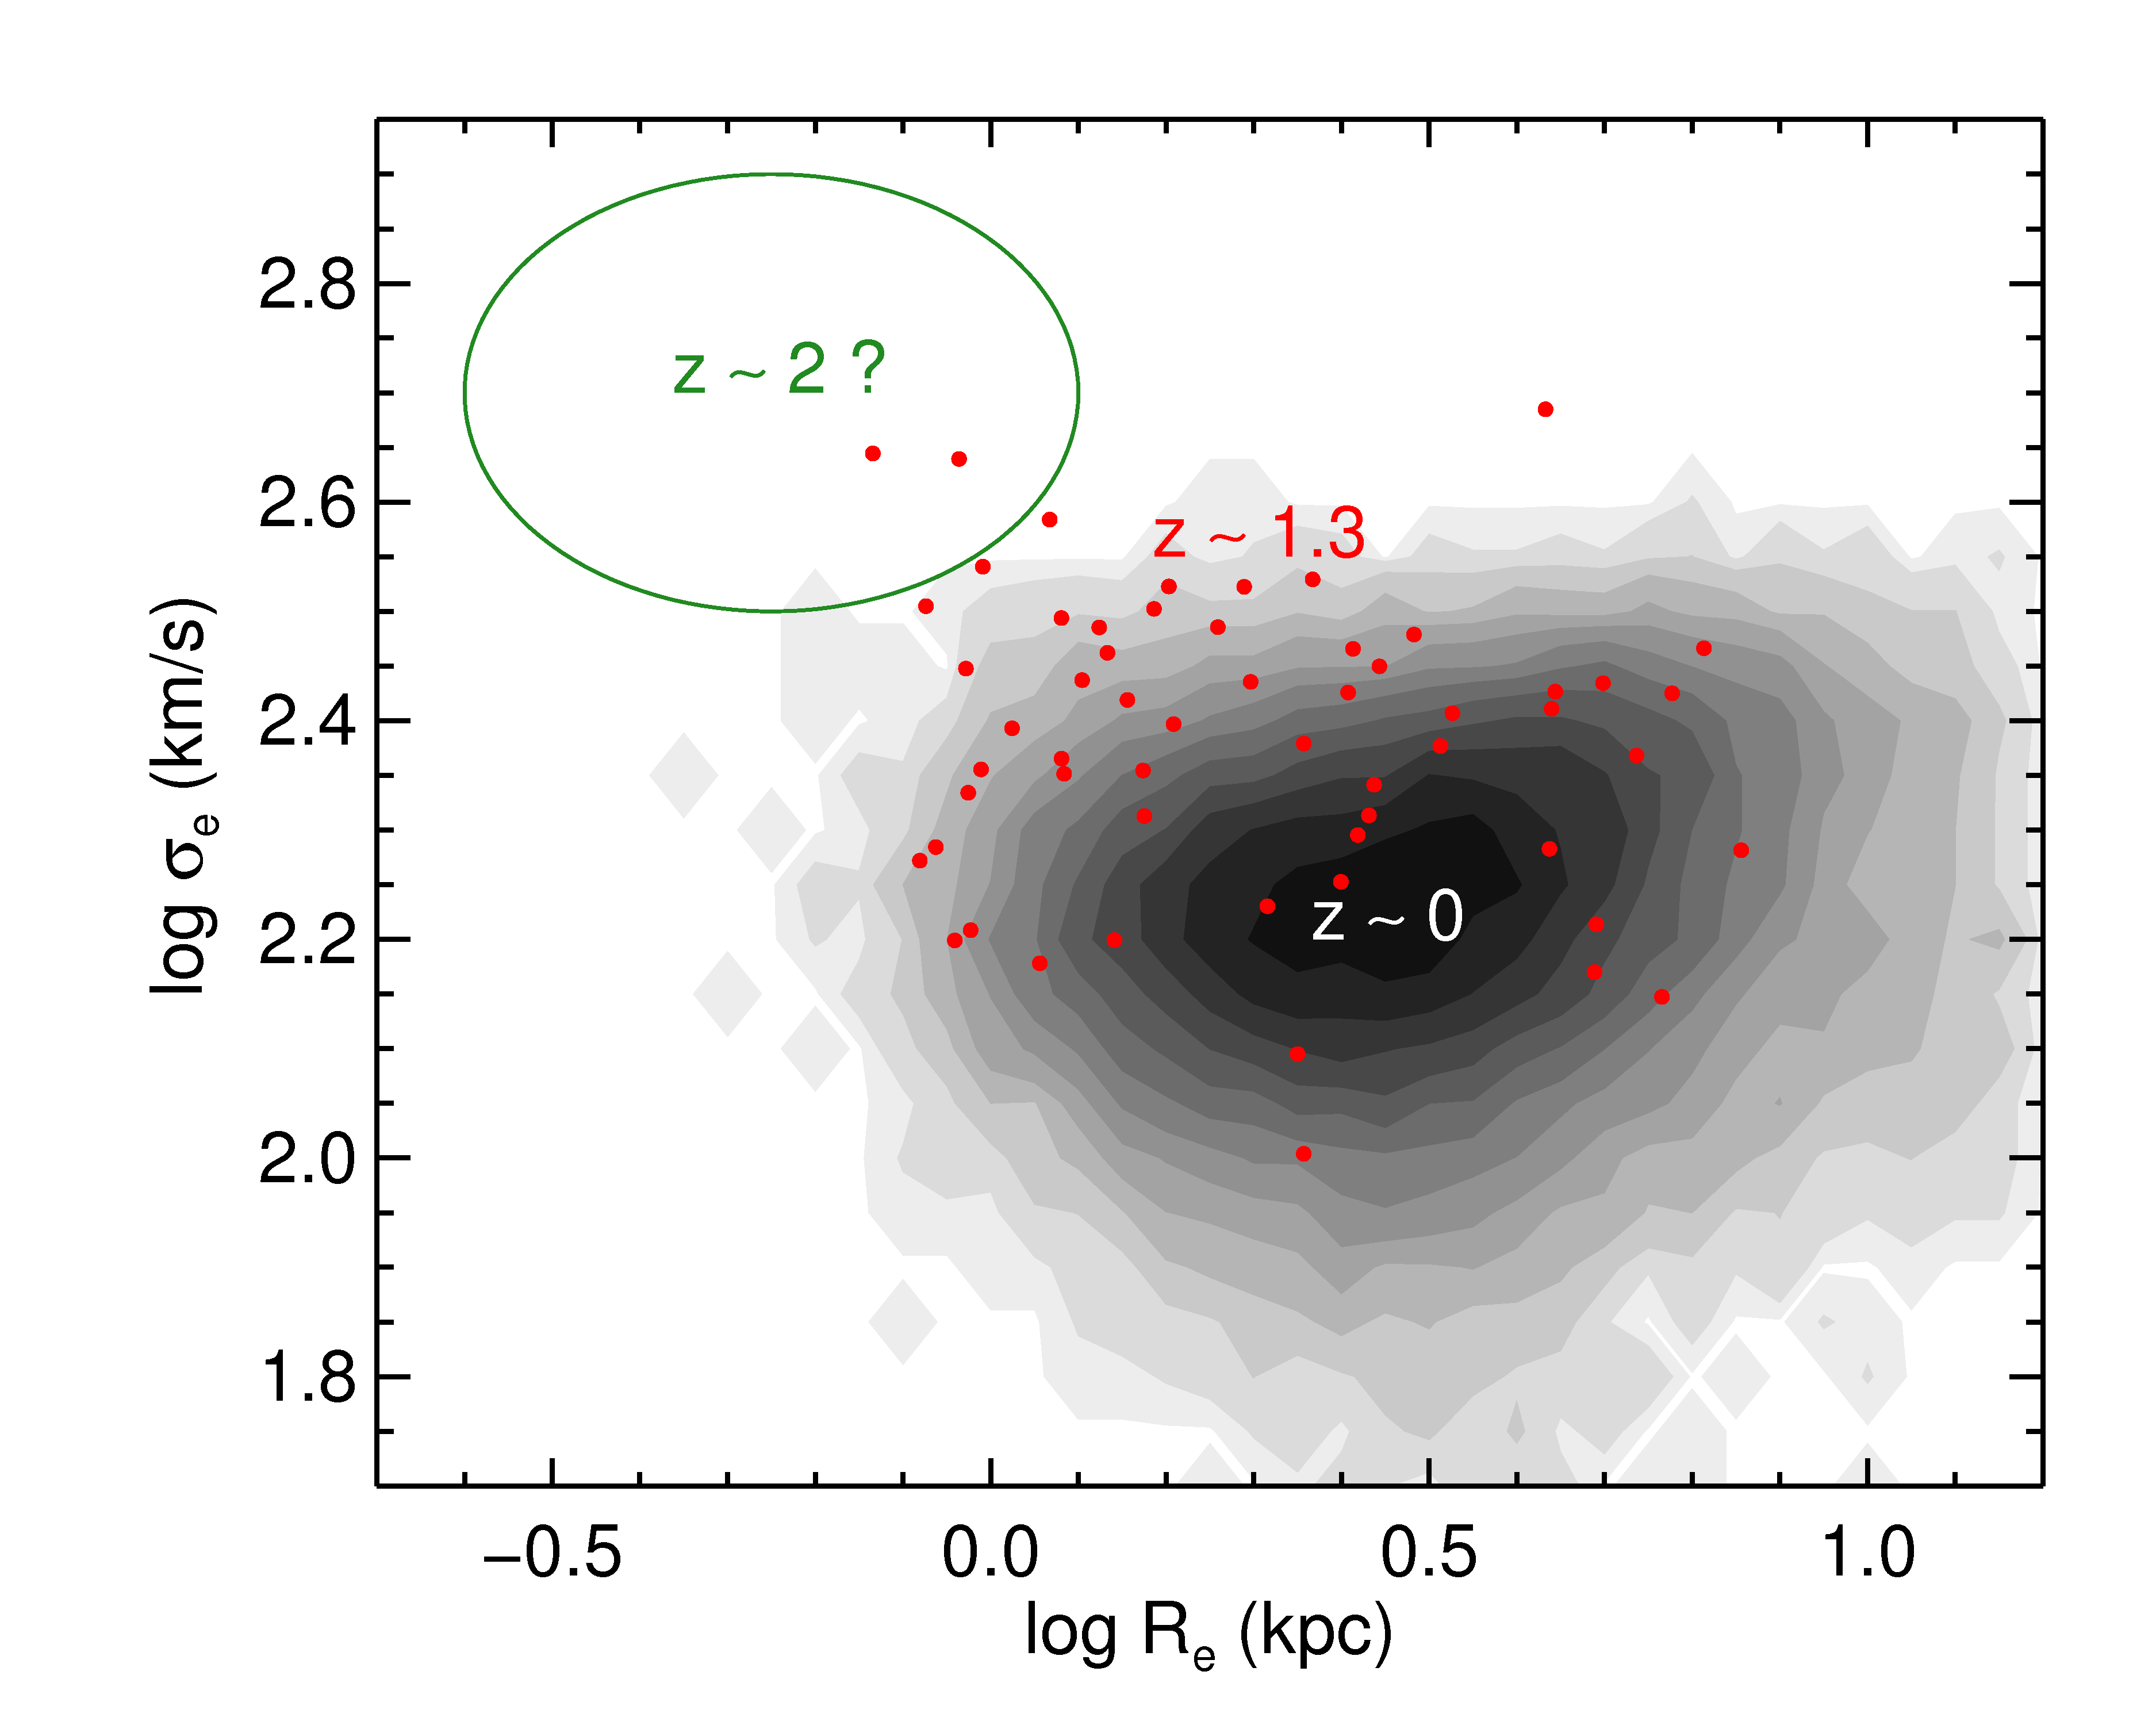 2.8
2.6
2.4
2.2
2.0
1.8
log σe (km/s)
z ~ 2 ?
z ~ 1.3
z ~ 0
−0.5 0.0 0.5 1.0
log Re (kpc)